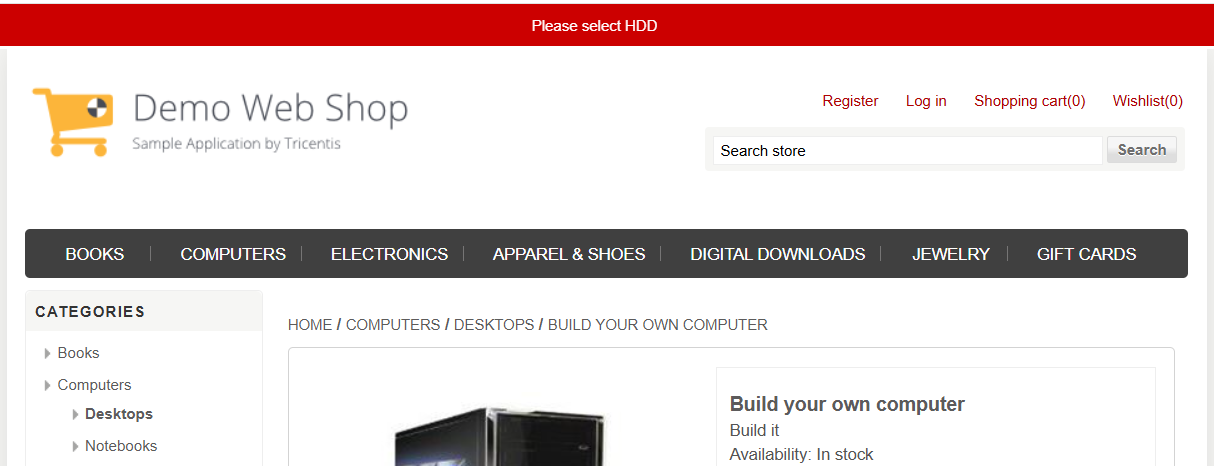 Please select HDD
Demo Web Shop
Sample Application by Tricentis
Register Log in Shopping cart(0) Wishlist(0)
Search store Search
BOOKS COMPUTERS ELECTRONICS APPAREL & SHOES DIGITAL DOWNLOADS JEWELRY GIFT CARDS
CATEGORIES
Books
Computers
Desktops
Notebooks
HOME / COMPUTERS / DESKTOPS / BUILD YOUR OWN COMPUTER
Build your own computer
Build it
Availability: In stock